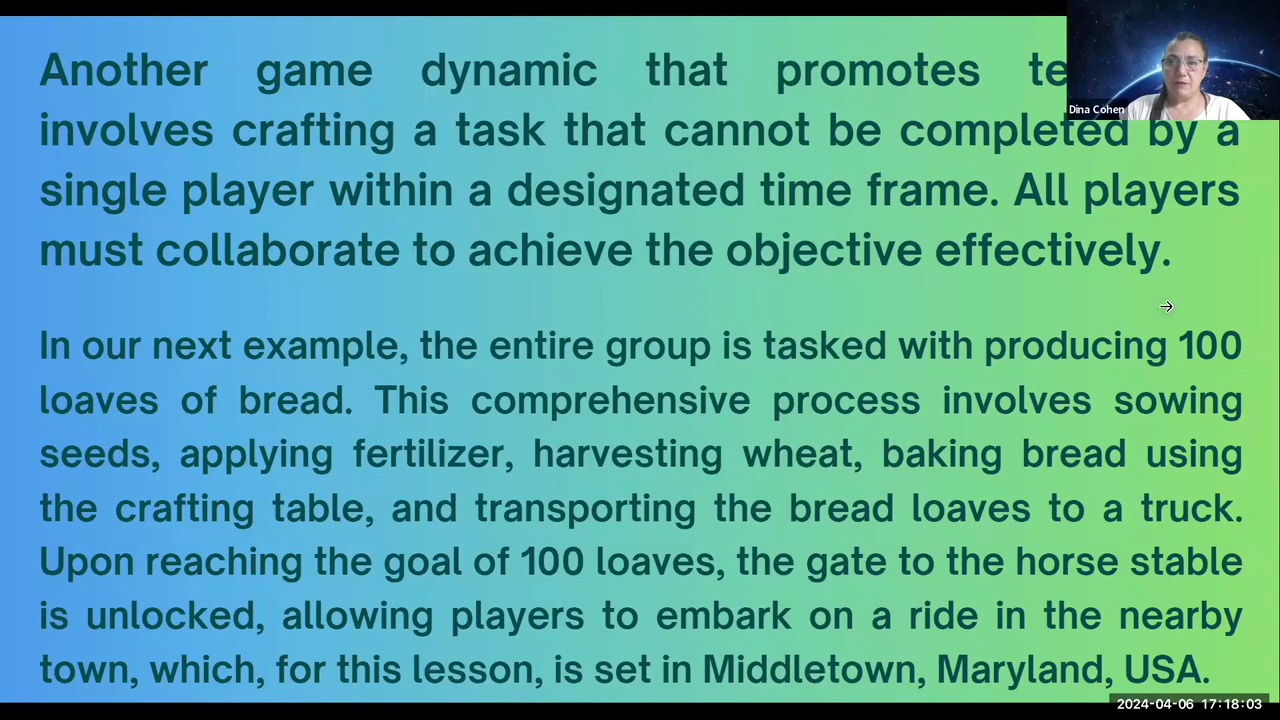 Another game dynamic that promotes
involves crafting a task that cannot be completed by a
single player within a designated time frame. All players
must collaborate to achieve the objective effectively.
In our next example, the entire group is tasked with producing 100
loaves of bread. This comprehensive process involves sowing
seeds, applying fertilizer, harvesting wheat, baking bread using
the crafting table, and transporting the bread loaves to a truck.
Upon reaching the goal of 100 loaves, the gate to the horse stable
is unlocked, allowing players to embark on a ride in the nearby
town, which, for this lesson, is set in Middletown, Maryland, USA.
Dina Cohen
2024-04-06 17:18:03